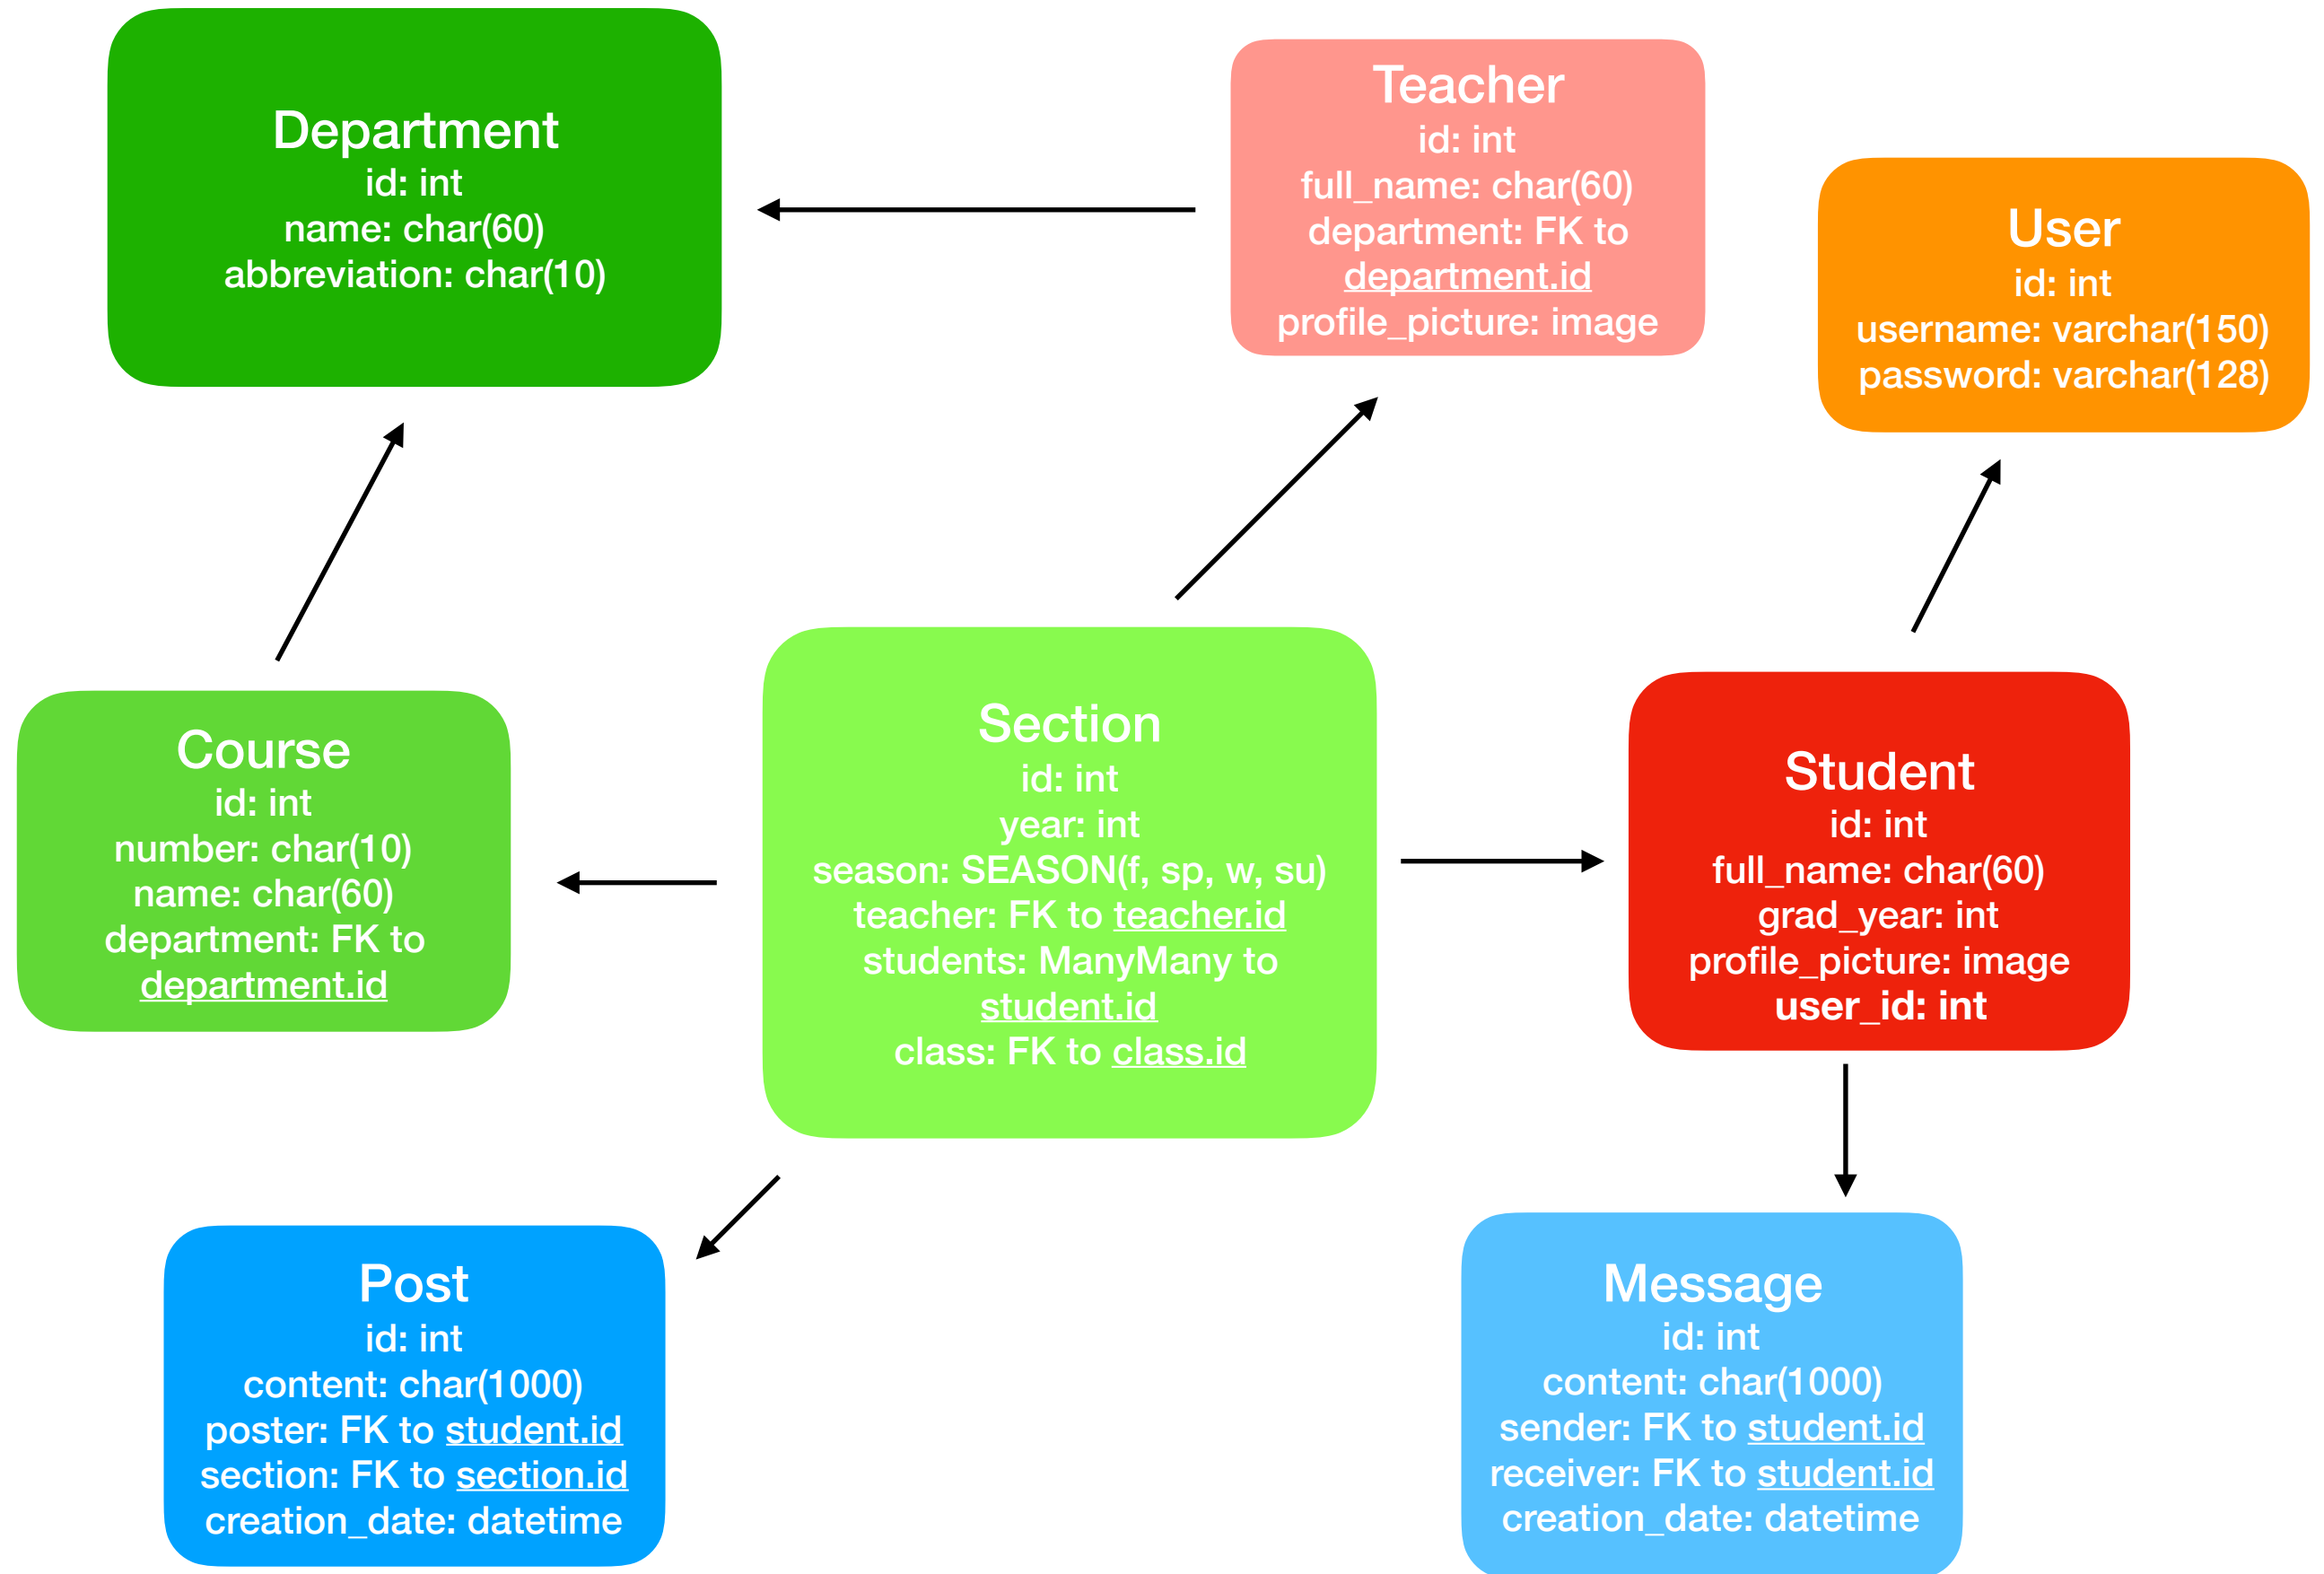 Department
id: int
name: char(60)
abbreviation: char(10)
Teacher
id: int
full_name: char(60)
department: FK to
department.id
profile_picture: image
User
id: int
username: varchar(150)
password: varchar(128)
Course
id: int
number: char(10)
name: char(60)
department: FK to
department.id
Section
id: int
year: int
season: SEASON(f, sp, w, su)
teacher: FK to teacher.id
students: ManyMany to
student.id
class: FK to class.id
Student
id: int
full_name: char(60)
grad_year: int
profile_picture: image
user_id: int
Post
id: int
content: char(1000)
poster: FK to student.id
section: FK to section.id
creation_date: datetime
Message
id: int
content: char(1000)
sender: FK to student.id
receiver: FK to student.id
creation_date: datetime